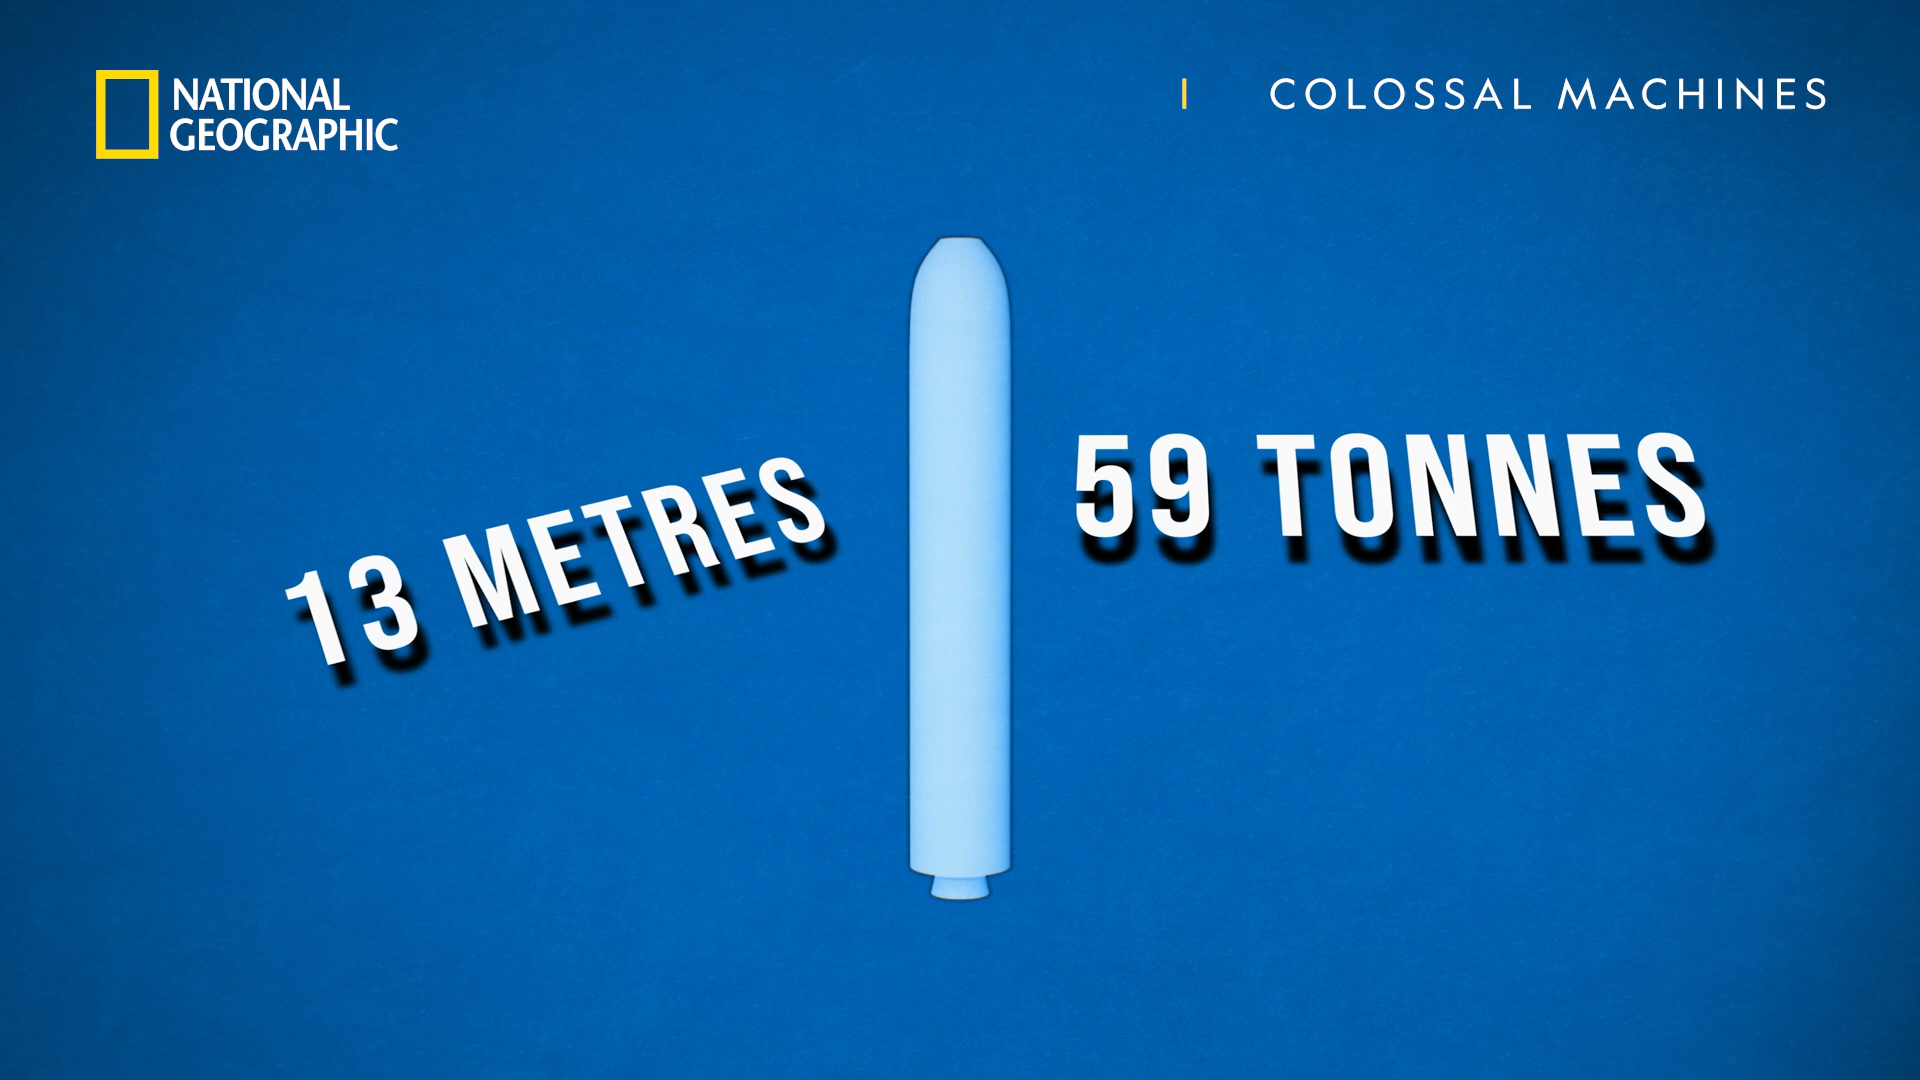 NATIONAL
GEOGRAPHIC
COLOSSAL MACHINES
13 METRES
59 TONNES